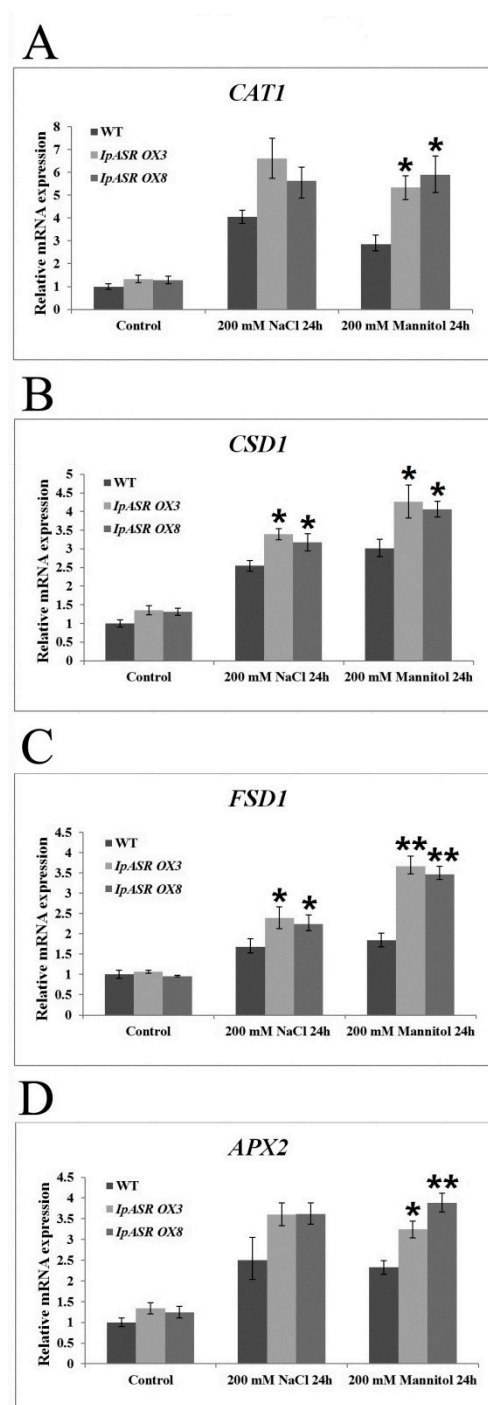 A
CAT1
WT
IpASR OX3
IpASR OX8
Relative mRNA expression
8
7
6
5
4
3
2
1
0
* *
Control 200 mM NaCl 24h 200 mM Mannitol 24h
B
CSD1
WT
IpASR OX3
IpASR OX8
Relative mRNA expression
5
4.5
4
3.5
3
2.5
2
1.5
1
0.5
0
* * * *
Control 200 mM NaCl 24h 200 mM Mannitol 24h
C
FSD1
WT
IpASR OX3
IpASR OX8
Relative mRNA expression
4.5
4
3.5
3
2.5
2
1.5
1
0.5
0
* * ** **
Control 200 mM NaCl 24h 200 mM Mannitol 24h
D
APX2
WT
IpASR OX3
IpASR OX8
Relative mRNA expression
4.5
4
3.5
3
2.5
2
1.5
1
0.5
0
* **
Control 200 mM NaCl 24h 200 mM Mannitol 24h